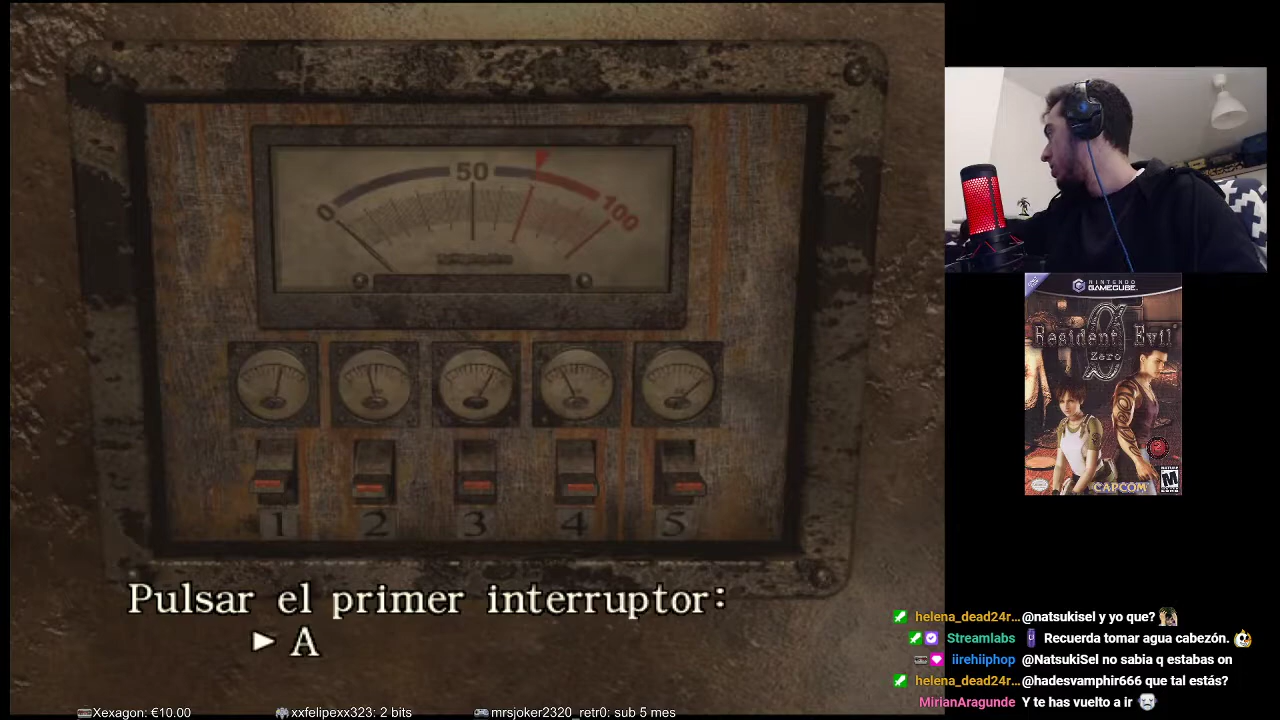 0
50
100
1
2
3
4
5
Pulsar el primer interruptor:
▶ A
NINTENDO
GAMECUBE
Resident Evil
Zero
CAPCOM
helena_dead24r… @natsukisel y yo que?
Streamlabs Recuerda tomar agua cabezón.
iirehiiphop @NatsukiSel no sabia q estabas on
helena_dead24r… @hadesvamphir666 que tal estás?
MirianAragunde Y te has vuelto a ir
Xexagon: €10.00
xxfelipexx323: 2 bits
mrsjoker2320_retr0: sub 5 mes